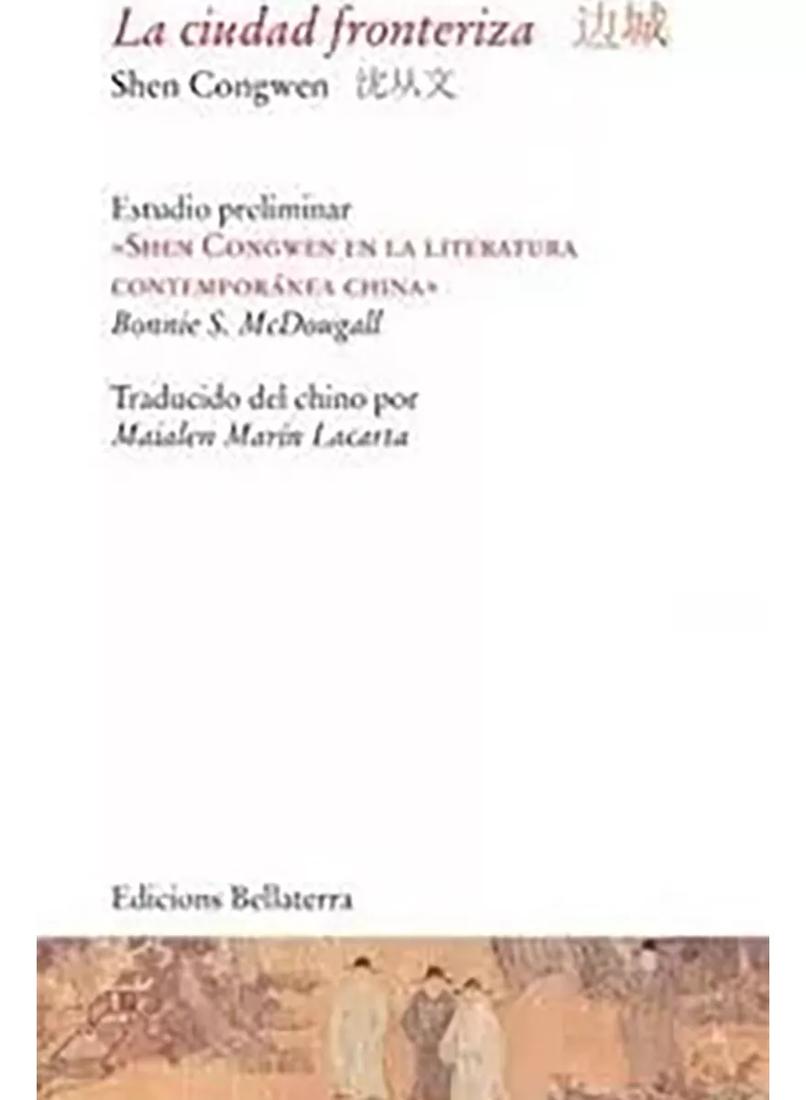 La ciudad fronteriza 边城
Shen Congwen 沈从文
Estudio preliminar
«Shen Congwen en la literatura
contemporánea china»
Bonnie S. McDougall
Traducido del chino por
Maialen Marín Lacarta
Edicions Bellaterra